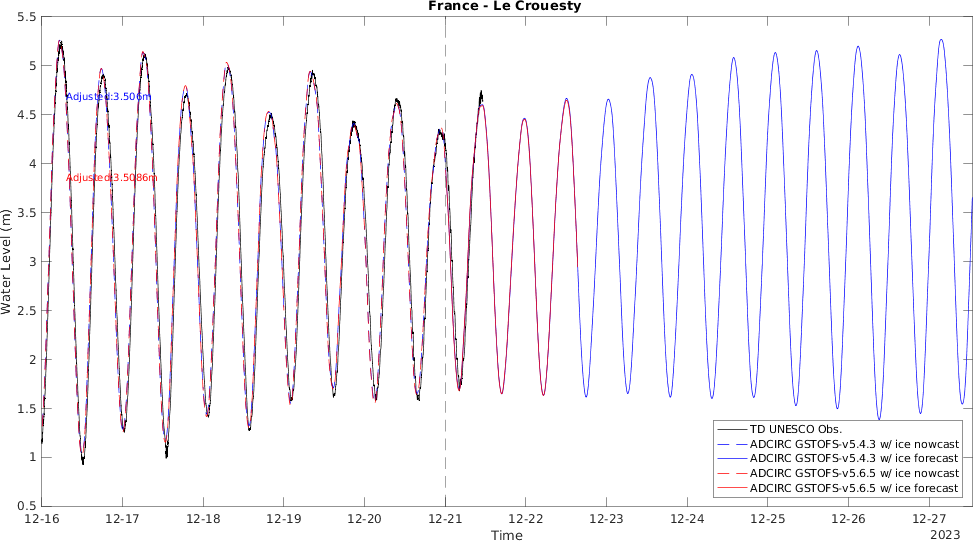 France - Le Crouesty
5.5
5
4.5
4
3.5
3
2.5
2
1.5
1
0.5
Water Level (m)
Adjusted:3.506m
Adjusted:3.5086m
TD UNESCO Obs.
ADCIRC GSTOFS-v5.4.3 w/ ice nowcast
ADCIRC GSTOFS-v5.4.3 w/ ice forecast
ADCIRC GSTOFS-v5.6.5 w/ ice nowcast
ADCIRC GSTOFS-v5.6.5 w/ ice forecast
12-16 12-17 12-18 12-19 12-20 12-21 12-22 12-23 12-24 12-25 12-26 12-27
Time
2023